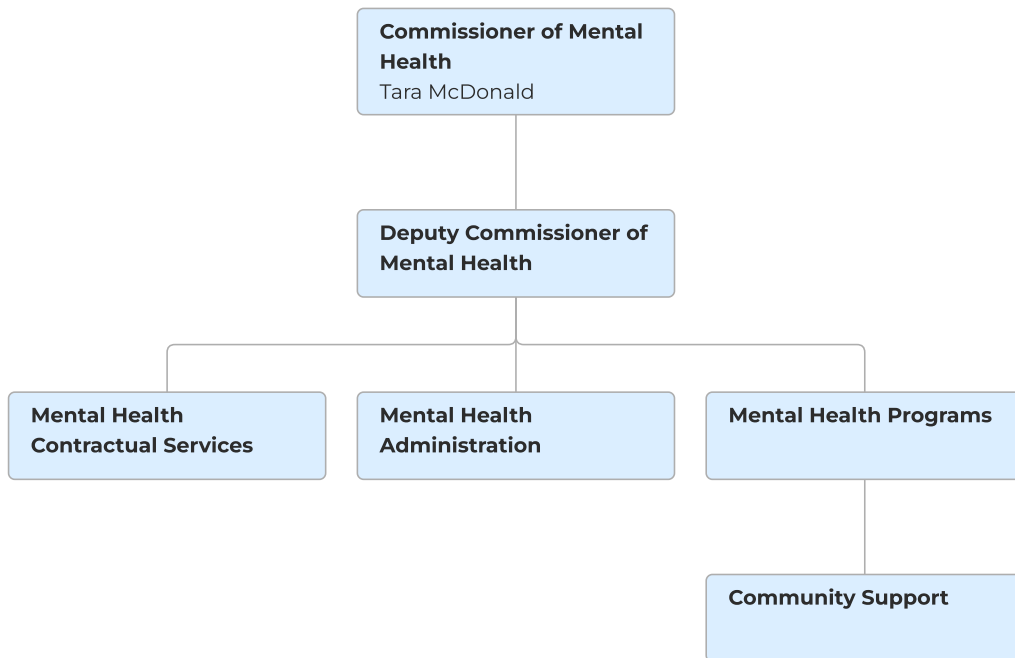 Commissioner of Mental
Health
Tara McDonald
Deputy Commissioner of
Mental Health
Mental Health
Contractual Services
Mental Health
Administration
Mental Health Programs
Community Support